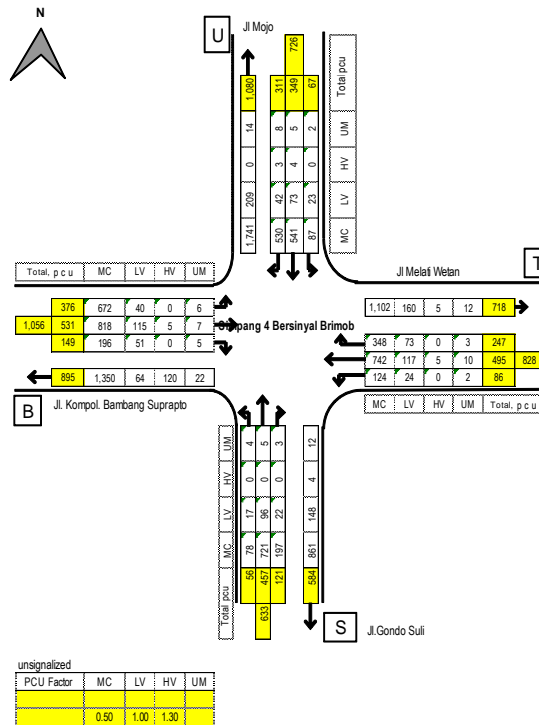 N
U
Jl Mojo
726
1,080 311 349 67 Total pcu
14 8 5 2 UM
0 3 4 0 HV
209 42 73 23 LV
1,741 530 541 87 MC
T
Jl Melati Wetan
Total, p c u MC LV HV UM
376 672 40 0 6
1,056 531 818 115 5 7
149 196 51 0 5
895 1,350 64 120 22
Bersinyal Brimob
1,102 160 5 12 718
348 73 0 3 247
742 117 5 10 495 828
124 24 0 2 86
MC LV HV UM Total, p c u
B
Jl. Kompol. Bambang Suprapto
UM 4 5 3 12
HV 0 0 0 4
LV 17 96 22 148
MC 78 721 197 861
Total pcu 56 457 121 584
633
S
Jl.Gondo Suli
unsignalized
PCU Factor MC LV HV UM
0.50 1.00 1.30